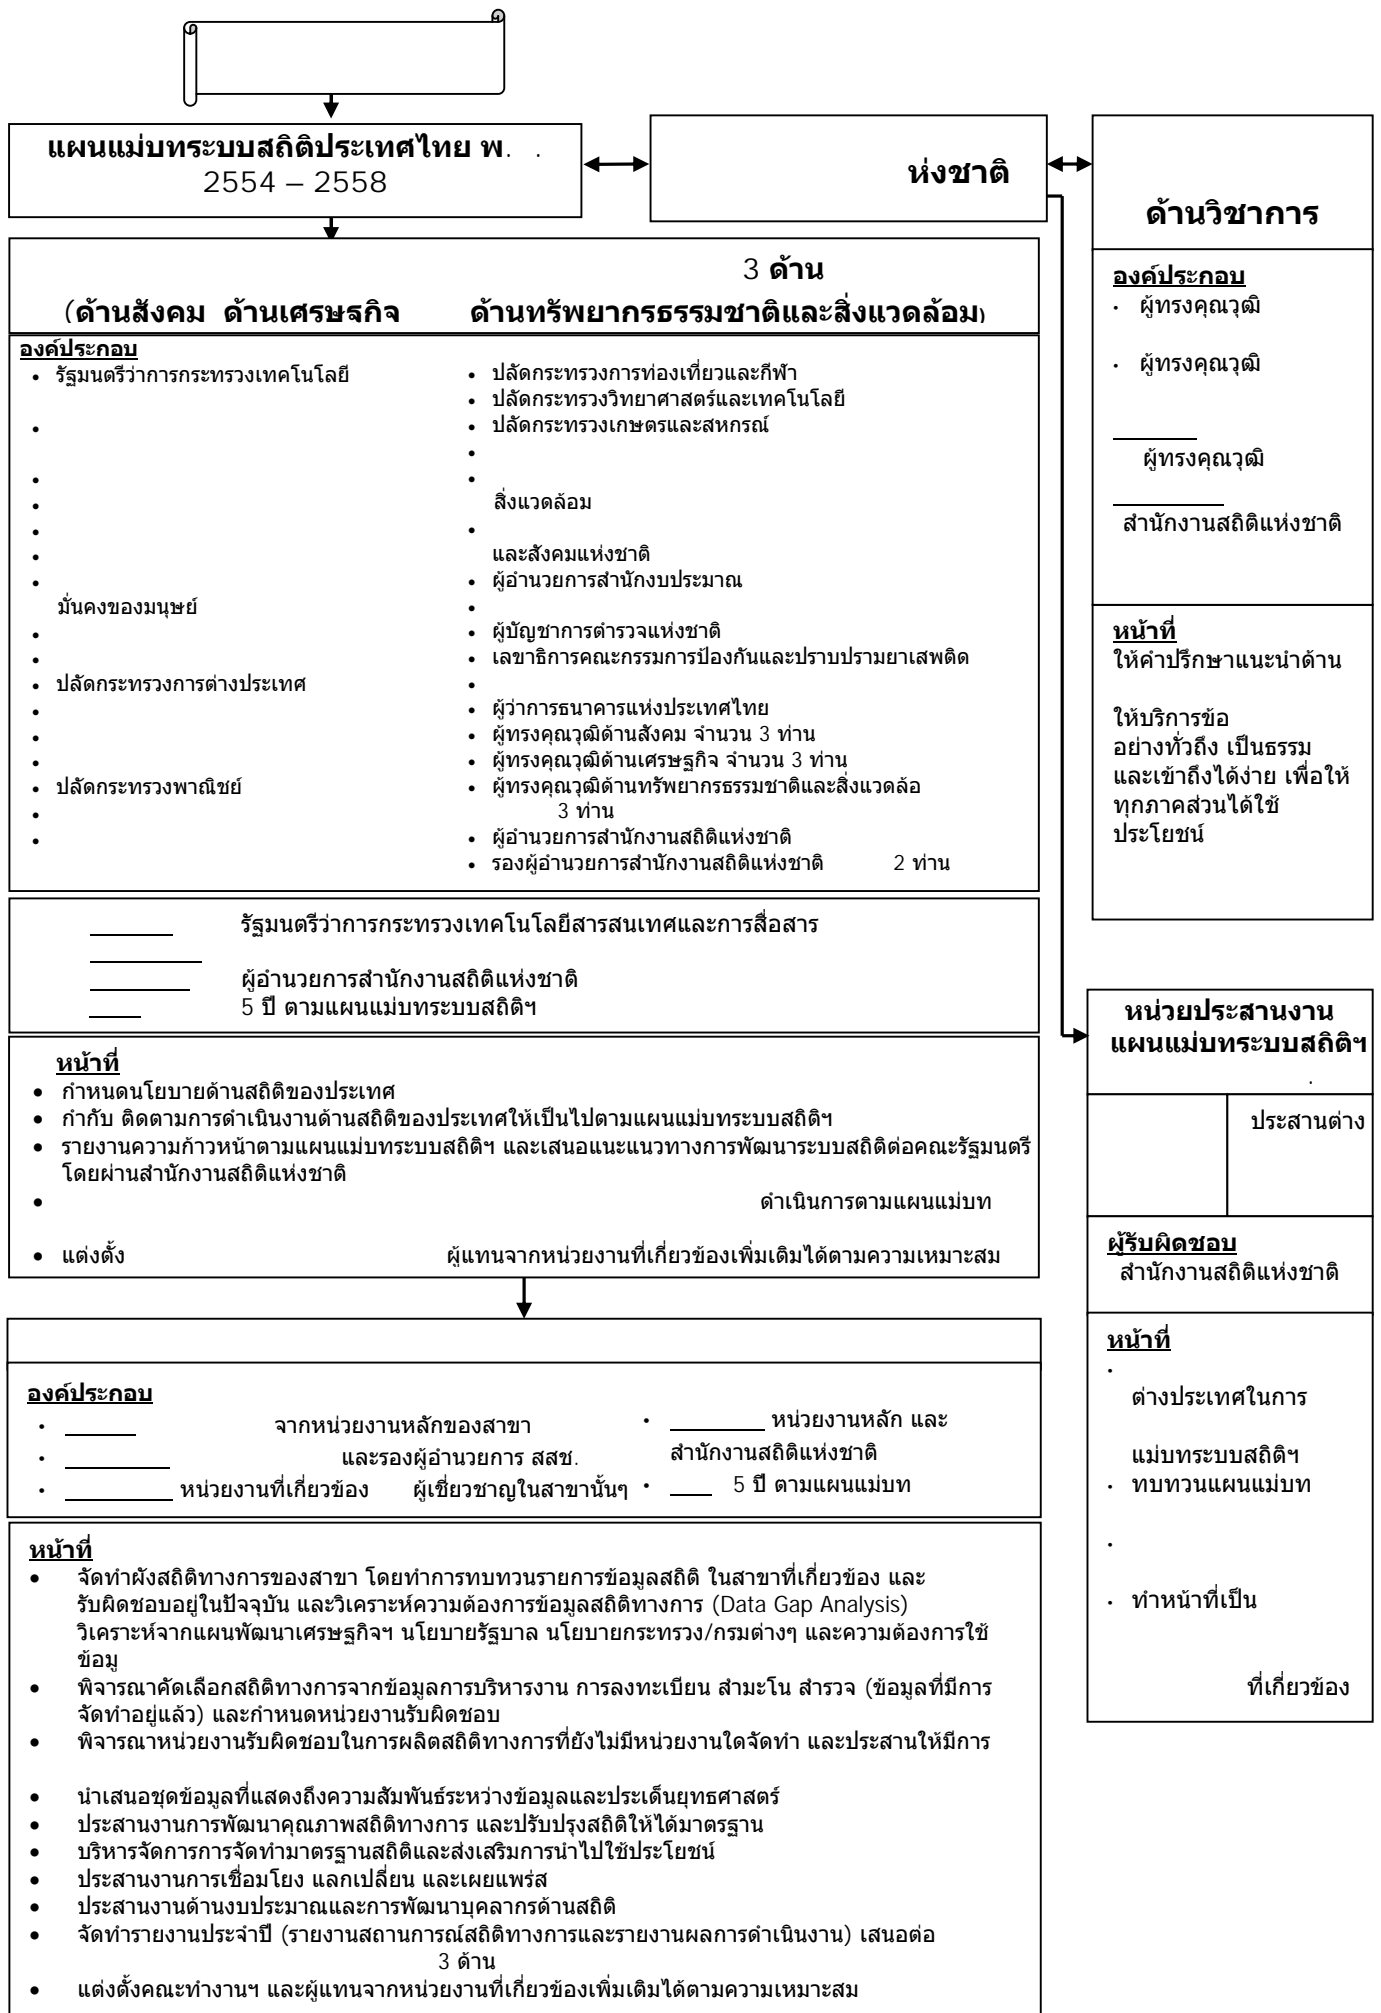 แผนแม่บทระบบสถิติประเทศไทย พ. .
2554 – 2558
ห่งชาติ
ด้านวิชาการ
3 ด้าน
(ด้านสังคม ด้านเศรษฐกิจ ด้านทรัพยากรธรรมชาติและสิ่งแวดล้อม)
องค์ประกอบ
• รัฐมนตรีว่าการกระทรวงเทคโนโลยี
•
•
•
•
•
•
มั่นคงของมนุษย์
•
•
• ปลัดกระทรวงการต่างประเทศ
•
•
•
• ปลัดกระทรวงพาณิชย์
•
•
• ปลัดกระทรวงการท่องเที่ยวและกีฬา
• ปลัดกระทรวงวิทยาศาสตร์และเทคโนโลยี
• ปลัดกระทรวงเกษตรและสหกรณ์
•
•
สิ่งแวดล้อม
•
และสังคมแห่งชาติ
• ผู้อำนวยการสำนักงบประมาณ
•
• ผู้บัญชาการตำรวจแห่งชาติ
• เลขาธิการคณะกรรมการป้องกันและปราบปรามยาเสพติด
•
• ผู้ว่าการธนาคารแห่งประเทศไทย
• ผู้ทรงคุณวุฒิด้านสังคม จำนวน 3 ท่าน
• ผู้ทรงคุณวุฒิด้านเศรษฐกิจ จำนวน 3 ท่าน
• ผู้ทรงคุณวุฒิด้านทรัพยากรธรรมชาติและสิ่งแวดล้อ
3 ท่าน
• ผู้อำนวยการสำนักงานสถิติแห่งชาติ
• รองผู้อำนวยการสำนักงานสถิติแห่งชาติ 2 ท่าน
รัฐมนตรีว่าการกระทรวงเทคโนโลยีสารสนเทศและการสื่อสาร
ผู้อำนวยการสำนักงานสถิติแห่งชาติ
5 ปี ตามแผนแม่บทระบบสถิติฯ
หน้าที่
• กำหนดนโยบายด้านสถิติของประเทศ
• กำกับ ติดตามการดำเนินงานด้านสถิติของประเทศให้เป็นไปตามแผนแม่บทระบบสถิติฯ
• รายงานความก้าวหน้าตามแผนแม่บทระบบสถิติฯ และเสนอแนะแนวทางการพัฒนาระบบสถิติต่อคณะรัฐมนตรี
โดยผ่านสำนักงานสถิติแห่งชาติ
• ดำเนินการตามแผนแม่บท
• แต่งตั้ง ผู้แทนจากหน่วยงานที่เกี่ยวข้องเพิ่มเติมได้ตามความเหมาะสม
องค์ประกอบ
• จากหน่วยงานหลักของสาขา
• และรองผู้อำนวยการ สสช.
• หน่วยงานที่เกี่ยวข้อง ผู้เชี่ยวชาญในสาขานั้นๆ
• หน่วยงานหลัก และ
สำนักงานสถิติแห่งชาติ
• 5 ปี ตามแผนแม่บท
หน้าที่
• จัดทำผังสถิติทางการของสาขา โดยทำการทบทวนรายการข้อมูลสถิติ ในสาขาที่เกี่ยวข้อง และ
รับผิดชอบอยู่ในปัจจุบัน และวิเคราะห์ความต้องการข้อมูลสถิติทางการ (Data Gap Analysis)
วิเคราะห์จากแผนพัฒนาเศรษฐกิจฯ นโยบายรัฐบาล นโยบายกระทรวง/กรมต่างๆ และความต้องการใช้
ข้อมู
• พิจารณาคัดเลือกสถิติทางการจากข้อมูลการบริหารงาน การลงทะเบียน สำมะโน สำรวจ (ข้อมูลที่มีการ
จัดทำอยู่แล้ว) และกำหนดหน่วยงานรับผิดชอบ
• พิจารณาหน่วยงานรับผิดชอบในการผลิตสถิติทางการที่ยังไม่มีหน่วยงานใดจัดทำ และประสานให้มีการ
• นำเสนอชุดข้อมูลที่แสดงถึงความสัมพันธ์ระหว่างข้อมูลและประเด็นยุทธศาสตร์
• ประสานงานการพัฒนาคุณภาพสถิติทางการ และปรับปรุงสถิติให้ได้มาตรฐาน
• บริหารจัดการการจัดทำมาตรฐานสถิติและส่งเสริมการนำไปใช้ประโยชน์
• ประสานงานการเชื่อมโยง แลกเปลี่ยน และเผยแพร่ส
• ประสานงานด้านงบประมาณและการพัฒนาบุคลากรด้านสถิติ
• จัดทำรายงานประจำปี (รายงานสถานการณ์สถิติทางการและรายงานผลการดำเนินงาน) เสนอต่อ
3 ด้าน
• แต่งตั้งคณะทำงานฯ และผู้แทนจากหน่วยงานที่เกี่ยวข้องเพิ่มเติมได้ตามความเหมาะสม
องค์ประกอบ
• ผู้ทรงคุณวุฒิ
• ผู้ทรงคุณวุฒิ
ผู้ทรงคุณวุฒิ
สำนักงานสถิติแห่งชาติ
หน้าที่
ให้คำปรึกษาแนะนำด้าน
ให้บริการข้อ
อย่างทั่วถึง เป็นธรรม
และเข้าถึงได้ง่าย เพื่อให้
ทุกภาคส่วนได้ใช้
ประโยชน์
หน่วยประสานงาน
แผนแม่บทระบบสถิติฯ
.
ประสานต่าง
ผู้รับผิดชอบ
สำนักงานสถิติแห่งชาติ
หน้าที่
•
ต่างประเทศในการ
แม่บทระบบสถิติฯ
• ทบทวนแผนแม่บท
•
• ทำหน้าที่เป็น
ที่เกี่ยวข้อง